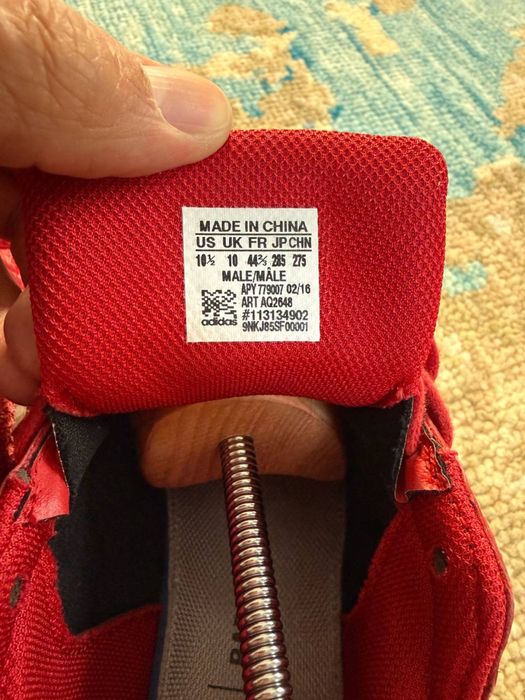 MADE IN CHINA
US UK FR JP CHN
10½ 10 44⅔ 285 275
MALE/MÂLE
APY 779007 02/16
ART AQ2648
#113134902
adidas 9NKJ85SF00001